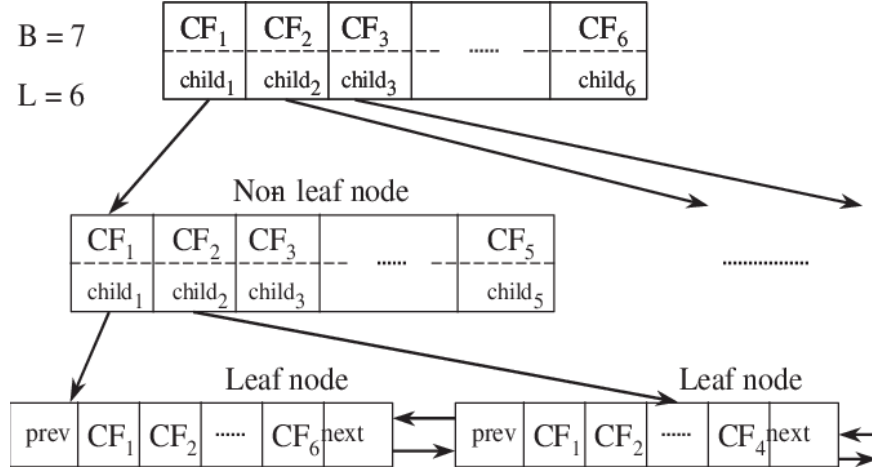 B = 7
L = 6
CF1 CF2 CF3 ...... CF6
child1 child2 child3 child6
Non leaf node
CF1 CF2 CF3 ...... CF5
child1 child2 child3 child5
Leaf node Leaf node
prev CF1 CF2 ...... CF6 next prev CF1 CF2 ...... CF4 next